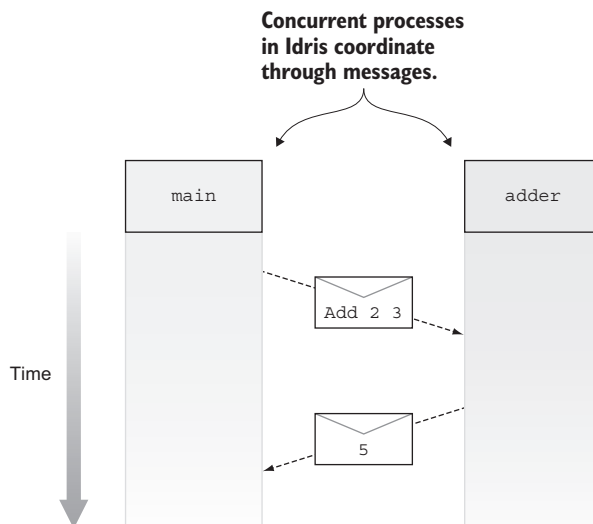 Concurrent processes
in Idris coordinate
through messages.
main
adder
Add 2 3
Time
5